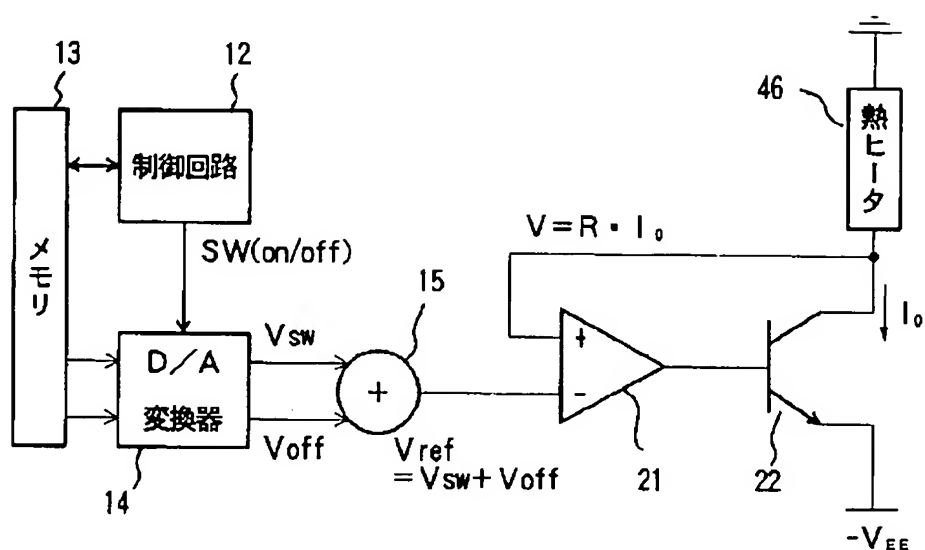 13
12
制御回路
メモリ
SW(on/off)
D/A
変換器
14
Vsw
Voff
15
+
Vref
=Vsw+Voff
V=R・I₀
+
-
21
22
46
熱ヒータ
I₀
-VEE